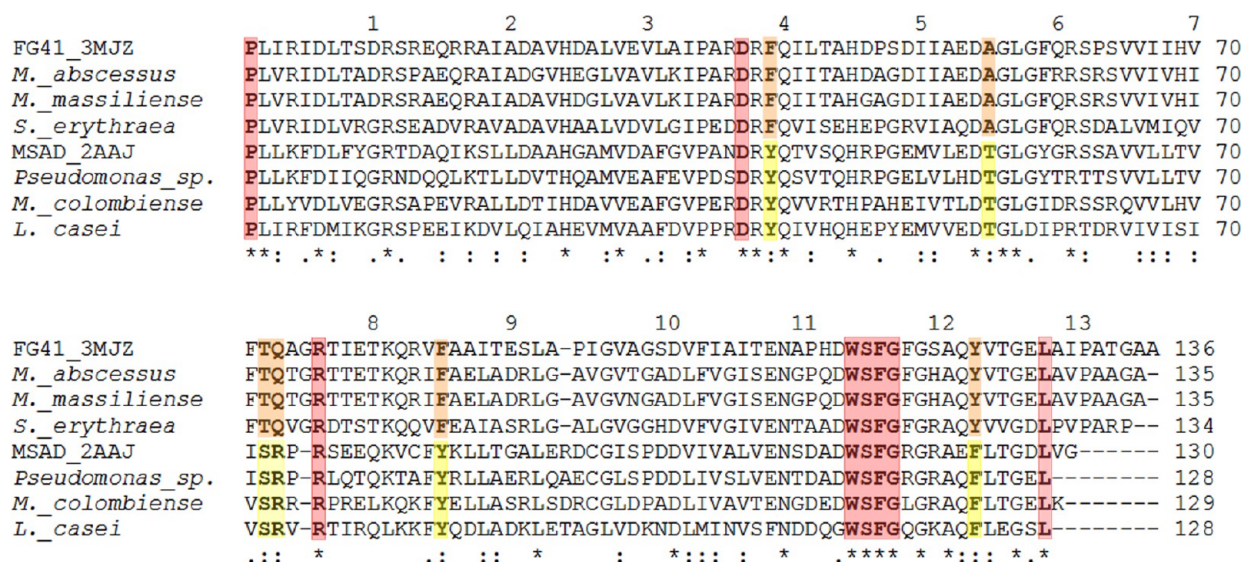 1 2 3 4 5 6 7
FG41_3MJZ PLIRIDLTSDRSREQRRAIADAVHDALVEVLAIPARDRFQILTAHDPSDIIAEDAGLGFQRSPSVVIIHV 70
M._abscessus PLVRIDLTADRSPAEQRAIADGVHEGLVAVLKIPARDRFQIITAHDAGDIIAEDAGLGFRRSRSVVIVHI 70
M._massiliense PLVRIDLTADRSRAEQRAIADGVHDGLVAVLKIPARDRFQIITAHGAGDIIAEDAGLGFQRSRSVVIVHI 70
S._erythraea PLVRIDLVRGRSEADVRAVADAVHAALVDVLGIPEDDRFQVISEHEPGRVIAQDAGLGFQRSDALVMIQV 70
MSAD_2AAJ PLLKFDLFYGRTDAQIKSLLDAAHGAMVDAFGVPANDRYQTVSQHRPGEMVLEDTGLGYGRSSAVVLLTV 70
Pseudomonas_sp. PLLKFDIIQGRNDQQLKTLLDVTHQAMVEAFEVPDSDRYQSVTQHRPGELVLHDTGLGYTRTTSVVLLTV 70
M._colombiense PLLYVDLVEGRSAPEVRALLDTIHDAVVEAFGVPERDRYQVVRTHPAHEIVTLDTGLGIDRSSRQVVLHV 70
L._casei PLIRFDMIKGRSPEEIKDVLQIAHEVMVAAFDVPPRDRYQIVHQHEPYEMVVEDTGLDIPRTDRVIVISI 70
**: .*: *. : : : : * : : .: .: **:*: * . :: :*:** *: :.:: :
8 9 10 11 12 13
FG41_3MJZ FTQAGRTIETKQRVFAAITESLA-PIGVAGSDVFIAITENAPHDWSFGFGSAQYVTGELAIPATGAA 136
M._abscessus FTQTGRTTETKQRIFAELADRLG-AVGVTGADLFVGISENGPQDWSFGFGHAQYVTGELAVPAAGA- 135
M._massiliense FTQTGRTTETKQRIFAELADRLG-AVGVNGADLFVGISENGPKDWSFGFGHAQYVTGELAVPAAGA- 135
S._erythraea FTQVGRDTSTKQQVFEAIASRLG-ALGVGGHDVFVGIVENTAADWSFGFGRAQYVVGDLPVPARP-- 134
MSAD_2AAJ ISRP-RSEEQKVCFYKLLTGALERDCGISPDDVIVALVENSDADWSFGRGRAEFLTGDLVG------ 130
Pseudomonas_sp. ISRP-RLQTQKTAFYRLLAERLQAECGLSPDDLIVSLVENTDADWSFGRGRAQFLTGEL-------- 128
M._colombiense VSRR-RPRELKQKFYELLASRLSDRCGLDPADLIVAVTENGDEDWSFGLGRAQFLTGELK------- 129
L._casei VSRV-RTIRQLKKFYQDLADKLETAGLVDKNDLMINVSFENDDQGWSFGQGKAQFLEGSL-------- 128
.:: * .: :: * : *::: : * .**** * *::: *.*